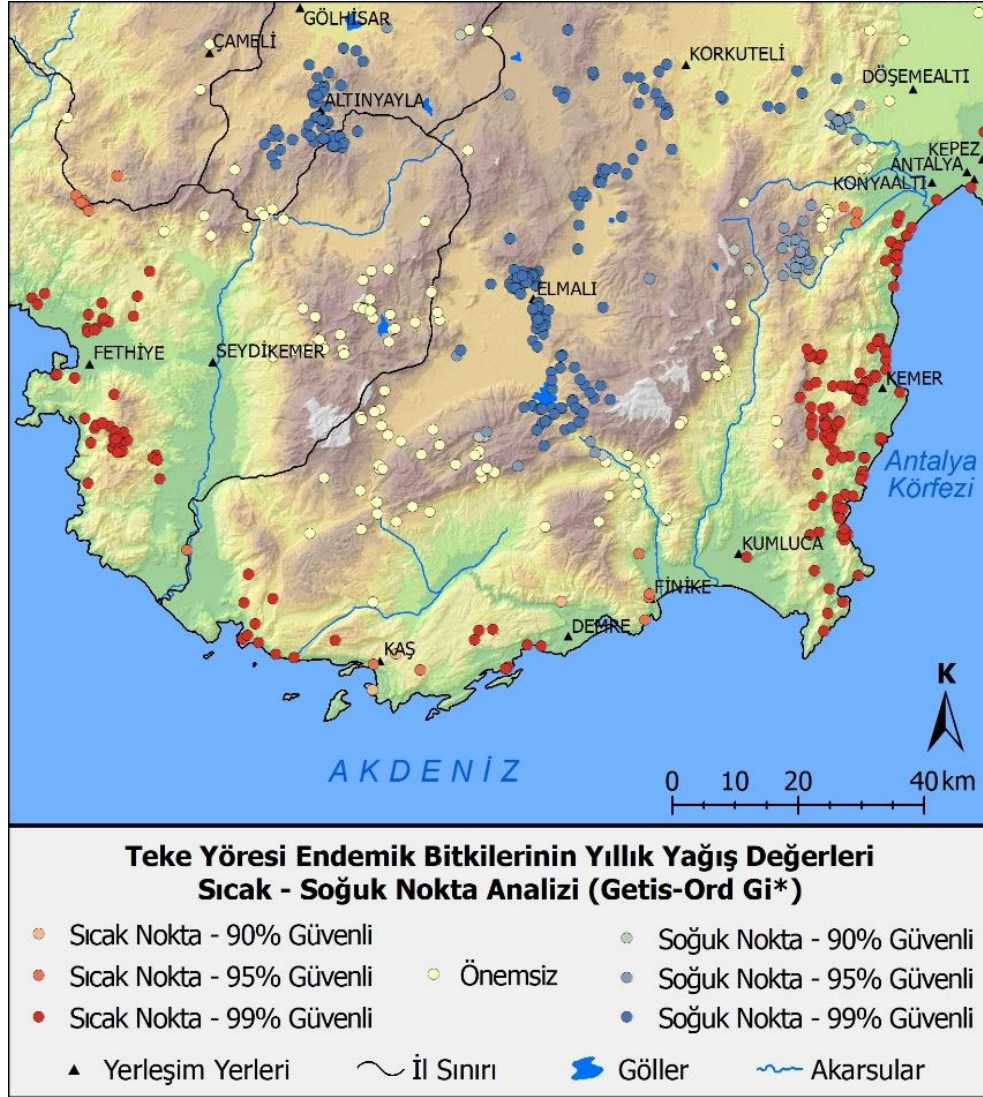 GÖLHİSAR
ÇAMELİ
KORKUTELİ
DÖŞEMEALTI
ALTINYAYLA
KEPEZ
ANTALYA
KONYAALTI
ELMALI
FETHİYE
SEYDİKEMER
KEMER
Antalya
Körfezi
KUMLUCA
FİNİKE
DEMRE
KAŞ
K
AKDENİZ
0 10 20 40 km
Teke Yöresi Endemik Bitkilerinin Yıllık Yağış Değerleri
Sıcak - Soğuk Nokta Analizi (Getis-Ord Gi*)
Sıcak Nokta - 90% Güvenli
Sıcak Nokta - 95% Güvenli
Sıcak Nokta - 99% Güvenli
Önemsiz
Soğuk Nokta - 90% Güvenli
Soğuk Nokta - 95% Güvenli
Soğuk Nokta - 99% Güvenli
Yerleşim Yerleri
İl Sınırı
Göller
Akarsular